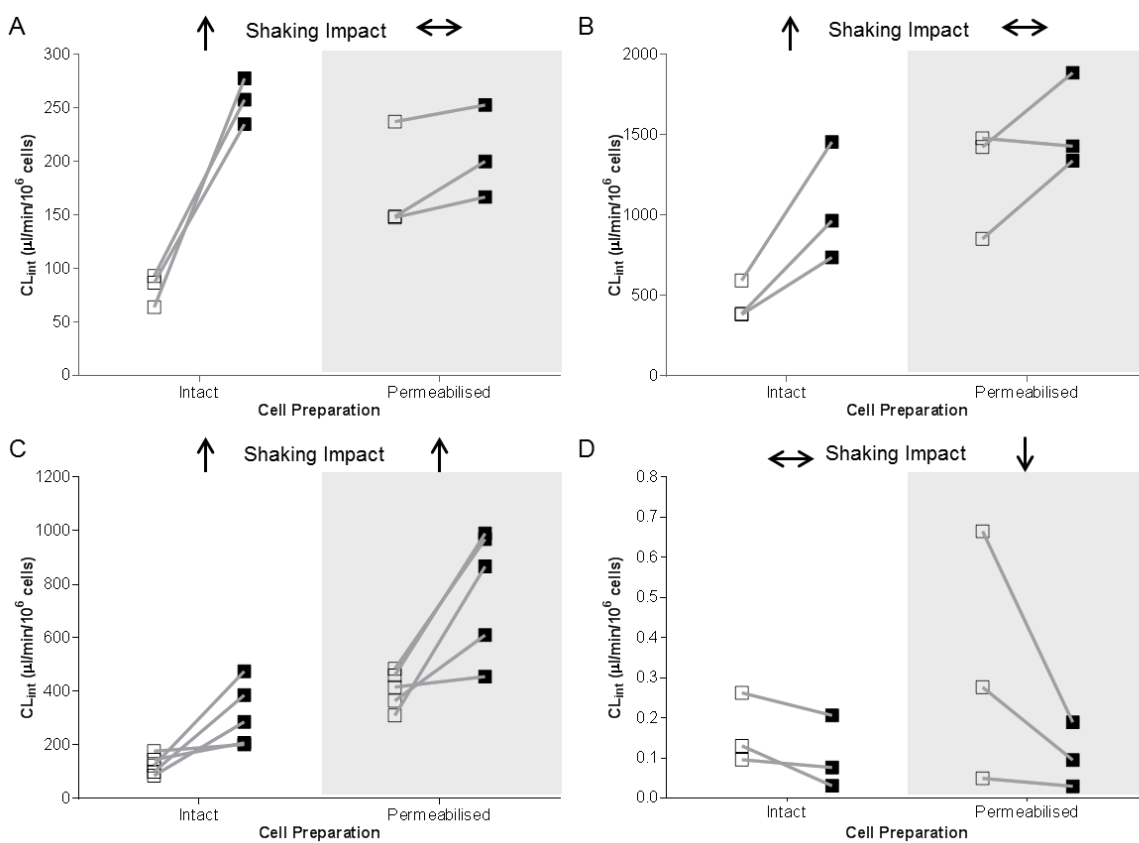 A
Shaking Impact
300
250
200
150
100
50
0
CLint (µl/min/10⁶ cells)
Intact
Permeabilised
Cell Preparation
B
Shaking Impact
2000
1500
1000
500
0
CLint (µl/min/10⁶ cells)
Intact
Permeabilised
Cell Preparation
C
Shaking Impact
1200
1000
800
600
400
200
0
CLint (µl/min/10⁶ cells)
Intact
Permeabilised
Cell Preparation
D
Shaking Impact
0.8
0.7
0.6
0.5
0.4
0.3
0.2
0.1
0.0
CLint (µl/min/10⁶ cells)
Intact
Permeabilised
Cell Preparation